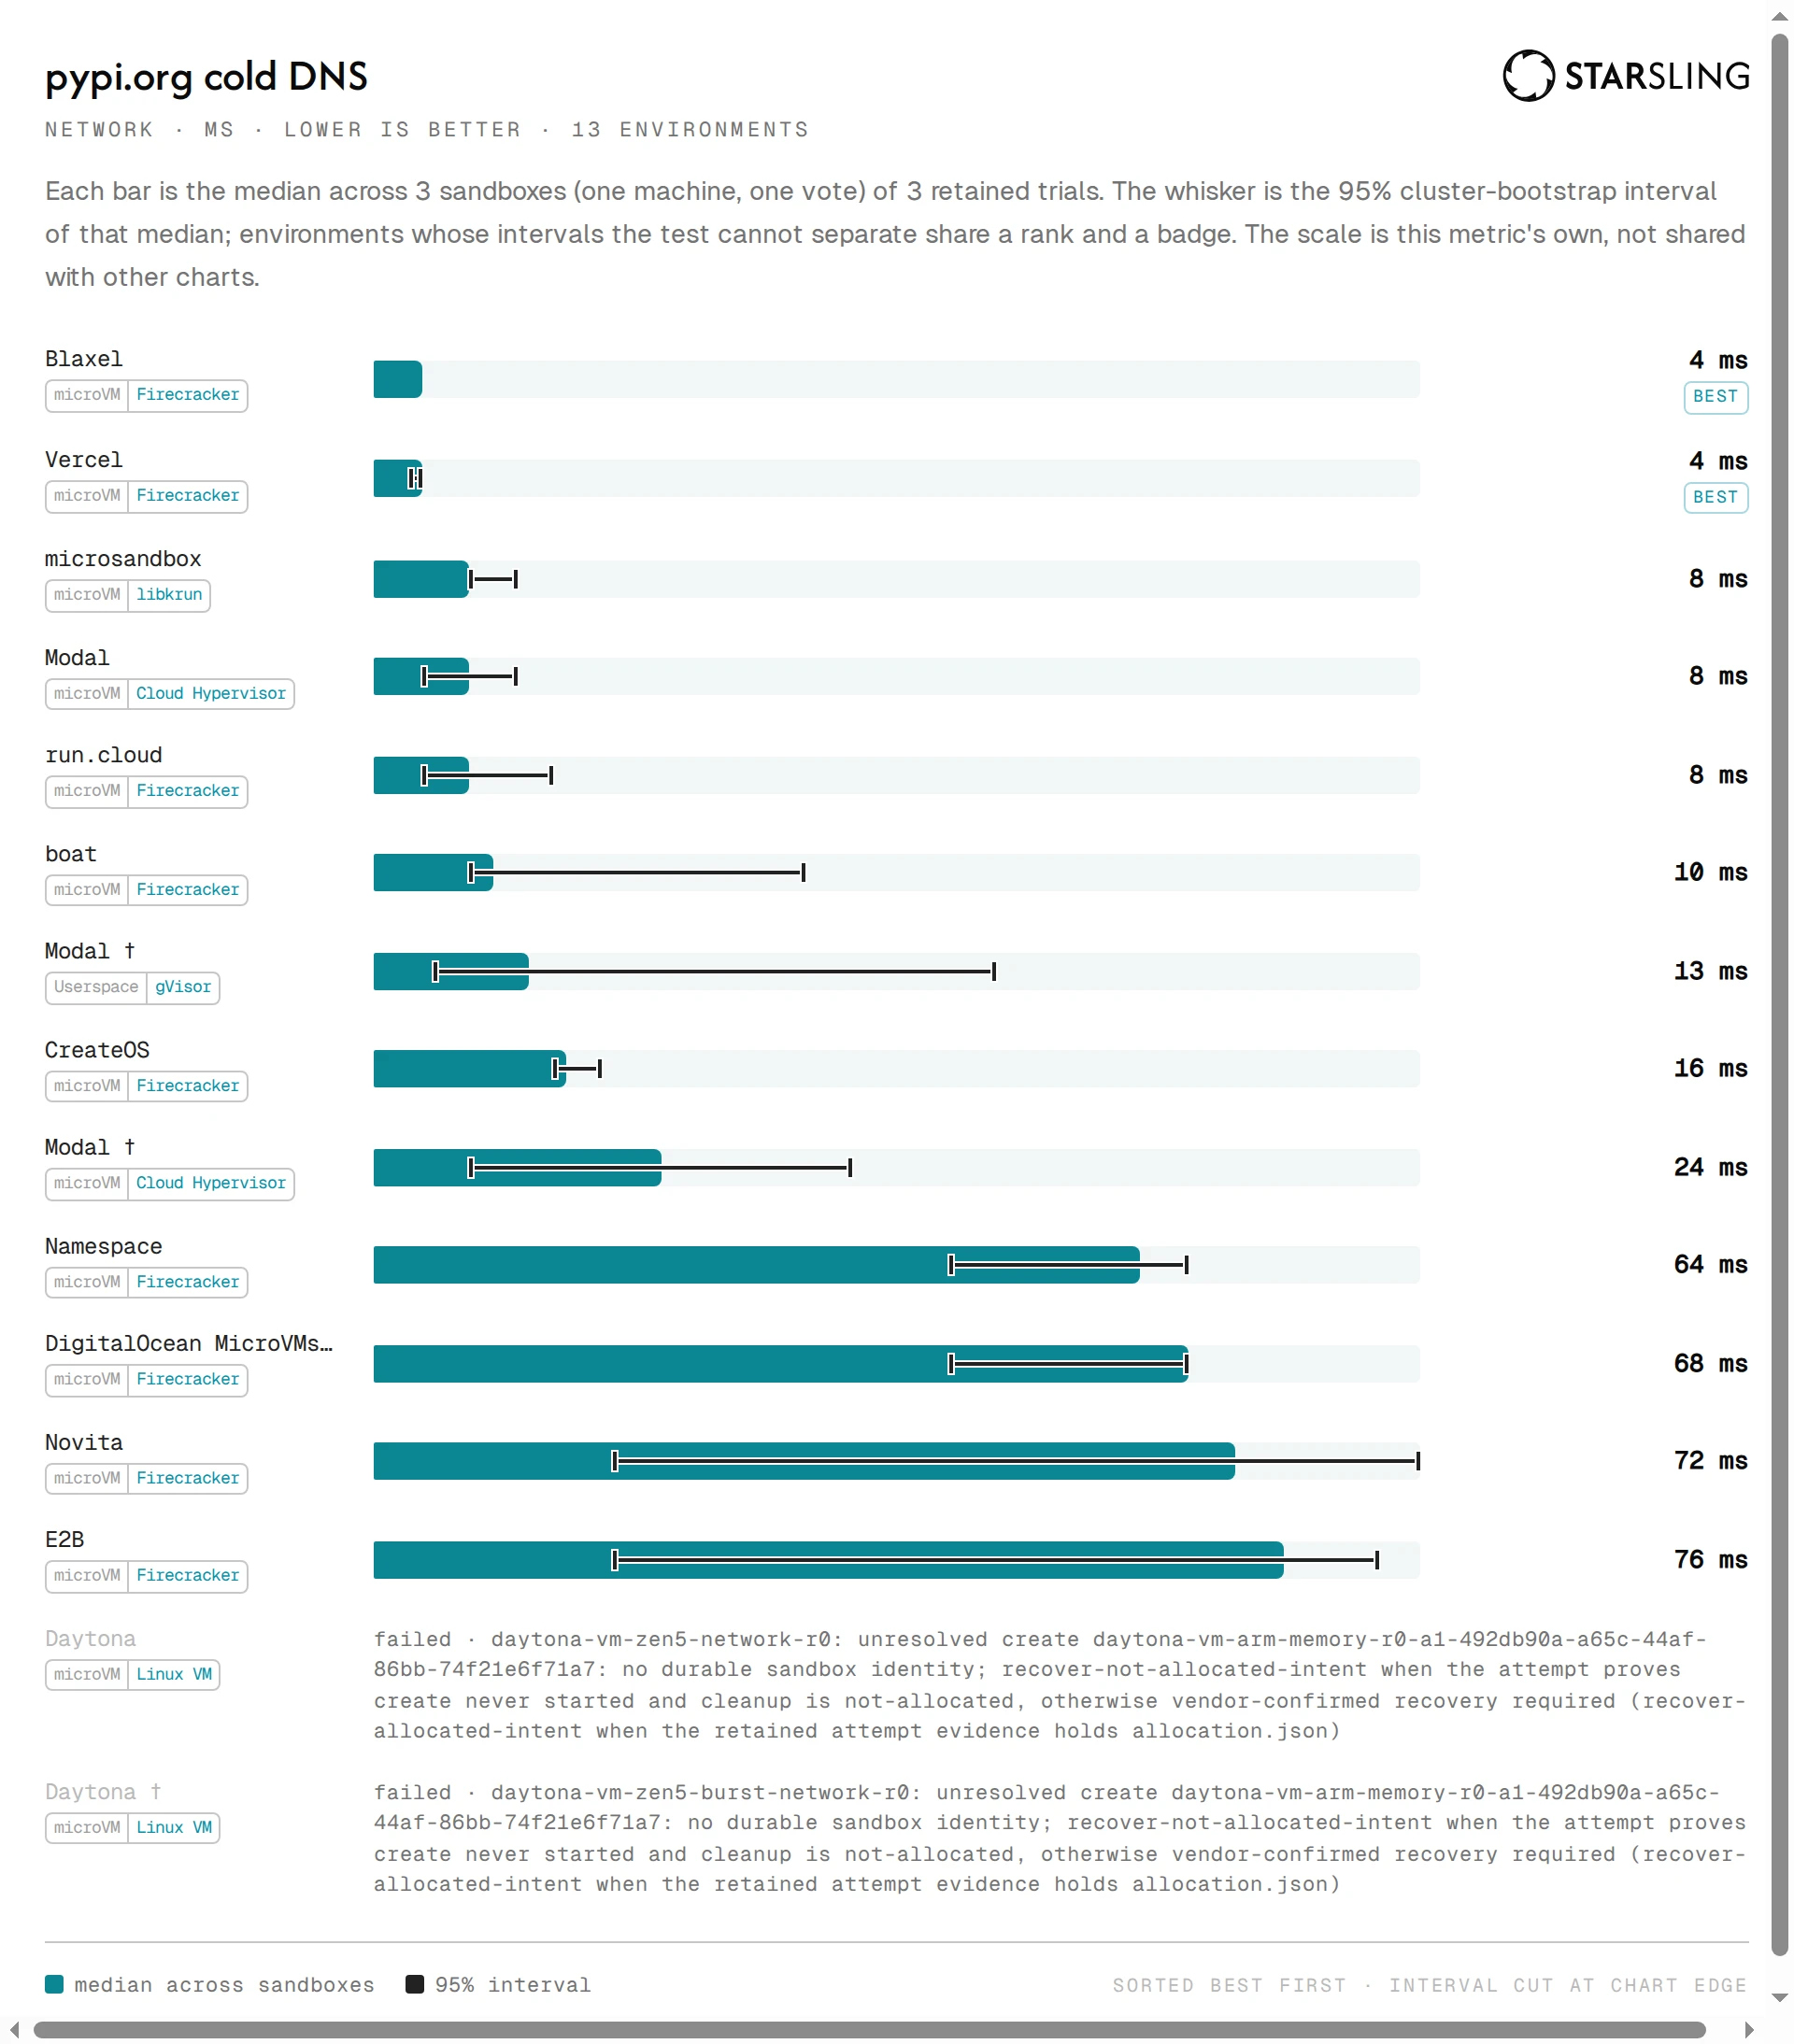 pypi.org cold DNS
STARSLING
NETWORK · MS · LOWER IS BETTER · 13 ENVIRONMENTS
Each bar is the median across 3 sandboxes (one machine, one vote) of 3 retained trials. The whisker is the 95% cluster-bootstrap interval
of that median; environments whose intervals the test cannot separate share a rank and a badge. The scale is this metric's own, not shared
with other charts.
Blaxel
microVM Firecracker
4 ms
BEST
Vercel
microVM Firecracker
4 ms
BEST
microsandbox
microVM libkrun
8 ms
Modal
microVM Cloud Hypervisor
8 ms
run.cloud
microVM Firecracker
8 ms
boat
microVM Firecracker
10 ms
Modal †
Userspace gVisor
13 ms
CreateOS
microVM Firecracker
16 ms
Modal †
microVM Cloud Hypervisor
24 ms
Namespace
microVM Firecracker
64 ms
DigitalOcean MicroVMs…
microVM Firecracker
68 ms
Novita
microVM Firecracker
72 ms
E2B
microVM Firecracker
76 ms
Daytona
microVM Linux VM
failed · daytona-vm-zen5-network-r0: unresolved create daytona-vm-arm-memory-r0-a1-492db90a-a65c-44af-
86bb-74f21e6f71a7: no durable sandbox identity; recover-not-allocated-intent when the attempt proves
create never started and cleanup is not-allocated, otherwise vendor-confirmed recovery required (recover-
allocated-intent when the retained attempt evidence holds allocation.json)
Daytona †
microVM Linux VM
failed · daytona-vm-zen5-burst-network-r0: unresolved create daytona-vm-arm-memory-r0-a1-492db90a-a65c-
44af-86bb-74f21e6f71a7: no durable sandbox identity; recover-not-allocated-intent when the attempt proves
create never started and cleanup is not-allocated, otherwise vendor-confirmed recovery required (recover-
allocated-intent when the retained attempt evidence holds allocation.json)
median across sandboxes
95% interval
SORTED BEST FIRST · INTERVAL CUT AT CHART EDGE